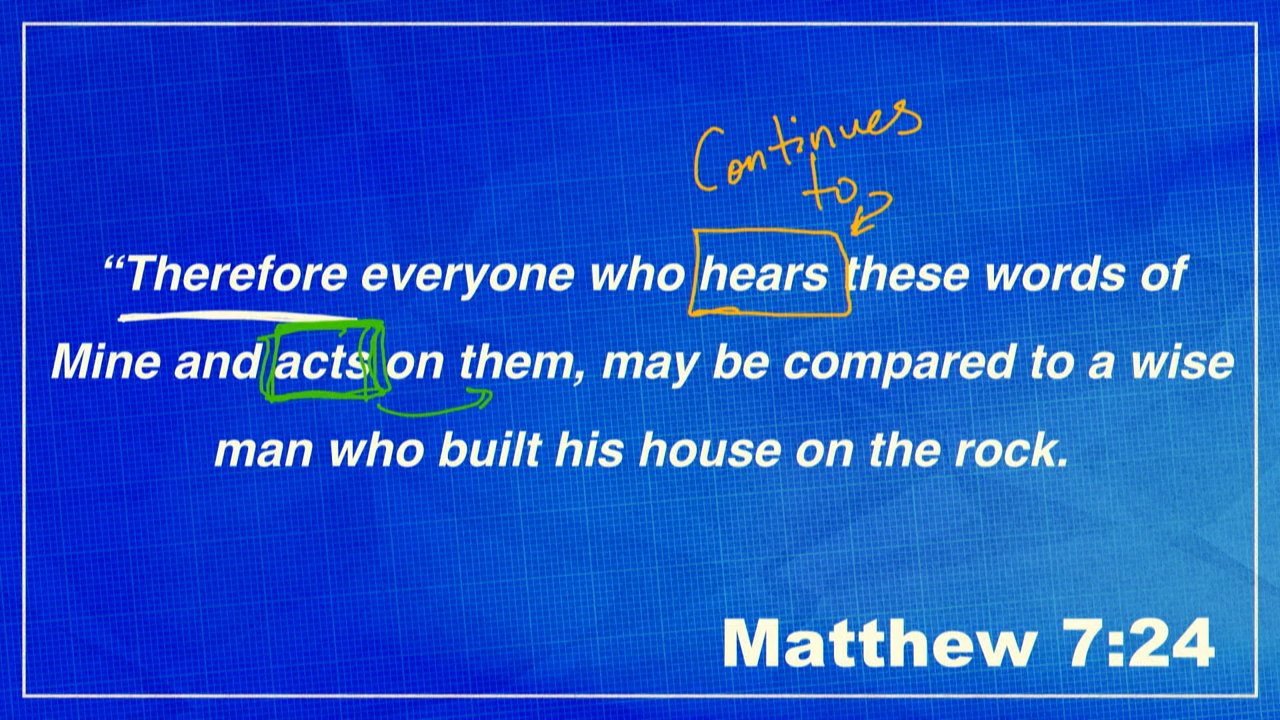 Continues
to
“Therefore everyone who hears these words of
Mine and acts on them, may be compared to a wise
man who built his house on the rock.
Matthew 7:24